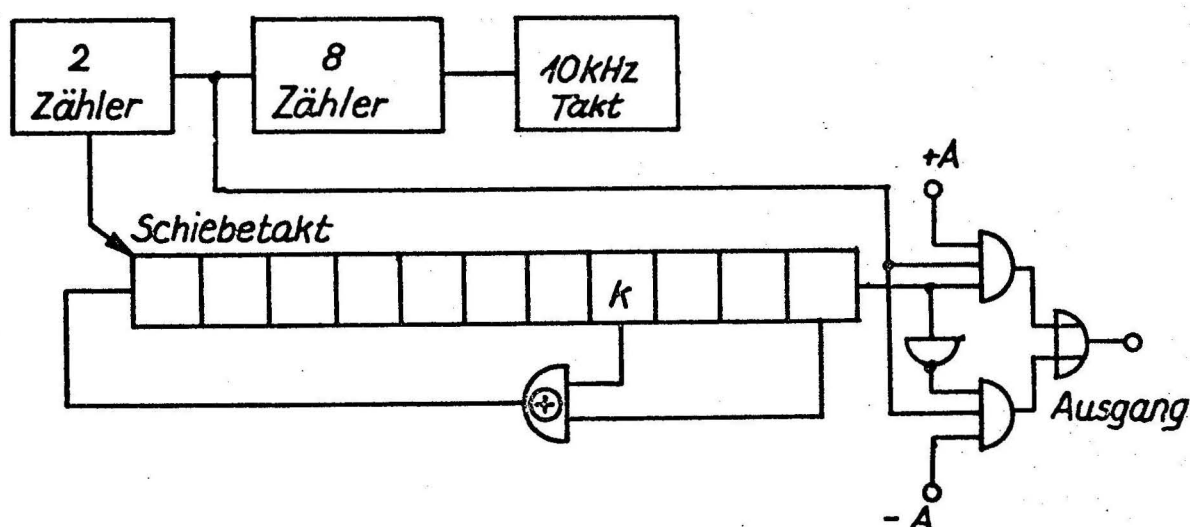 2
Zähler
8
Zähler
10kHz
Takt
+A
Schiebetakt
k
+
Ausgang
- A